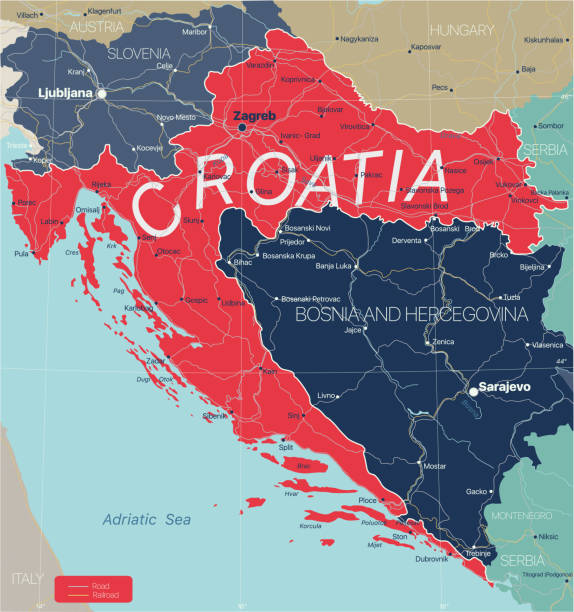 Klagenfurt
Villach
AUSTRIA
Maribor
HUNGARY
Nagykaniza
Kaposvar
Kiskunhalas
SLOVENIA
Celje
Kranj
Varazdin
Baja
Koprivnica
Pecs
Ljubljana
46°
Zagreb
Bjelovar
Novo Mesto
Virovitica
Sombor
Ivanic- Grad
Trieste
Kocevje
SERBIA
Koper
Uljanik
Osijek
Nasice
Sisak
Pakrac
Karlovac
CROATIA
Rijeka
Glina
Slavonska Pozega
Vukovar
Backa Palanka
Vinkovci
Porec
Omisalj
Slavonski Brod
Labin
Slunj
Bosanski Novi
Bosanski Brod
Senj
Krk
Prijedor
Derventa
Pula
Cres
Otocac
Bosanska Krupa
Brcko
Bihac
Banja Luka
Bijeljina
Pag
Gospic
Udbina
Bosanski Petrovac
Tuzla
Karlobag
BOSNIA AND HERCEGOVINA
Jajce
Zenica
Vlasenica
Zadar
44°
Knin
Dugi Otok
Sarajevo
Livno
Sibenik
Sinj
Split
Mostar
Brac
Gacko
Hvar
Ploce
MONTENEGRO
Adriatic Sea
Korcula
Ston
Niksic
Mljet
Trebinje
Dubrovnik
SERBIA
ITALY
Titograd (Podgorica)
Road
Railroad